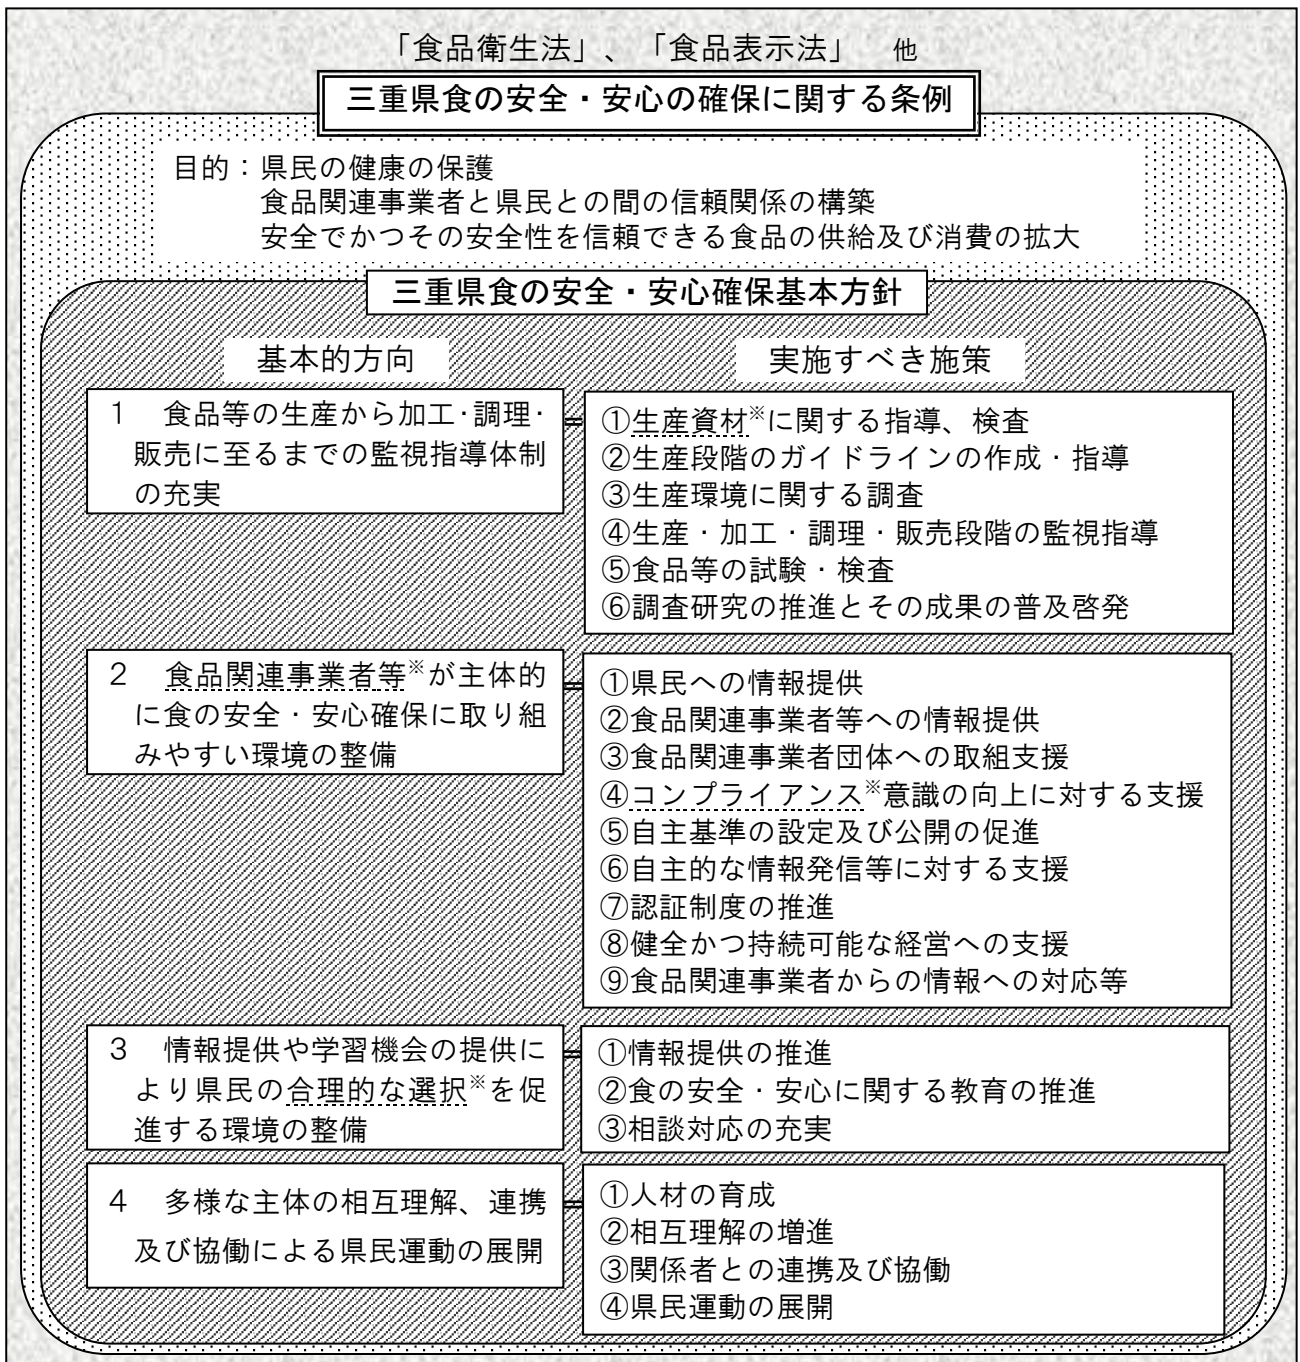 「食品衛生法」、「食品表示法」 他
三重県食の安全・安心の確保に関する条例
目的：県民の健康の保護
食品関連事業者と県民との間の信頼関係の構築
安全でかつその安全性を信頼できる食品の供給及び消費の拡大
三重県食の安全・安心確保基本方針
基本的方向
実施すべき施策
1 食品等の生産から加工・調理・
販売に至るまでの監視指導体制
の充実
①生産資材※に関する指導、検査
②生産段階のガイドラインの作成・指導
③生産環境に関する調査
④生産・加工・調理・販売段階の監視指導
⑤食品等の試験・検査
⑥調査研究の推進とその成果の普及啓発
2 食品関連事業者等※が主体的
に食の安全・安心確保に取り組
みやすい環境の整備
①県民への情報提供
②食品関連事業者等への情報提供
③食品関連事業者団体への取組支援
④コンプライアンス※意識の向上に対する支援
⑤自主基準の設定及び公開の促進
⑥自主的な情報発信等に対する支援
⑦認証制度の推進
⑧健全かつ持続可能な経営への支援
⑨食品関連事業者からの情報への対応等
3 情報提供や学習機会の提供に
より県民の合理的な選択※を促
進する環境の整備
①情報提供の推進
②食の安全・安心に関する教育の推進
③相談対応の充実
4 多様な主体の相互理解、連携
及び協働による県民運動の展開
①人材の育成
②相互理解の増進
③関係者との連携及び協働
④県民運動の展開